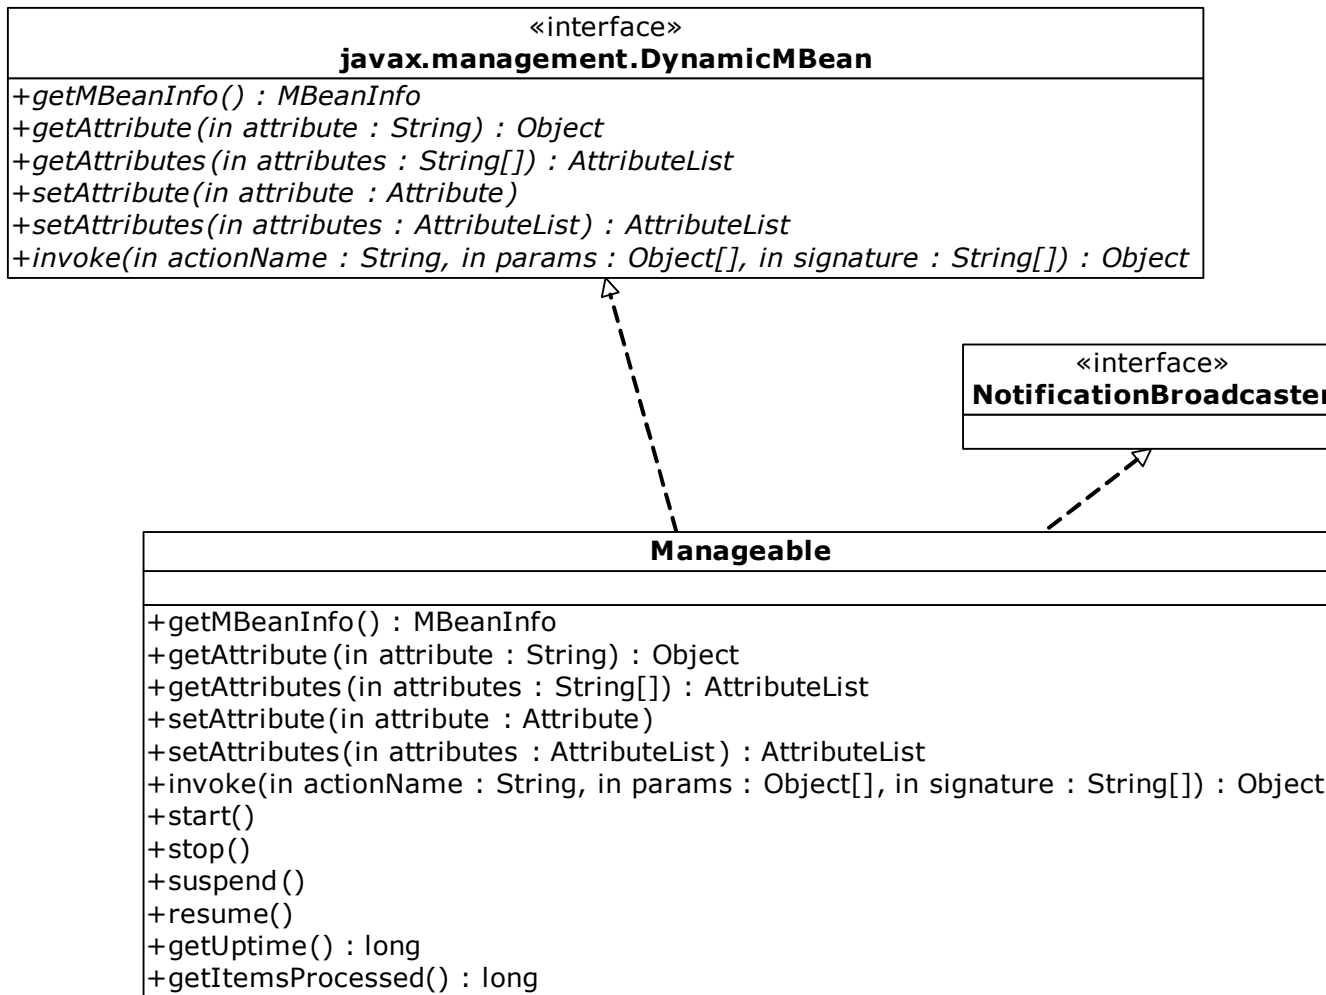 «interface»
javax.management.DynamicMBean
+getMBeanInfo() : MBeanInfo
+getAttribute(in attribute : String) : Object
+getAttributes(in attributes : String[]) : AttributeList
+setAttribute(in attribute : Attribute)
+setAttributes(in attributes : AttributeList) : AttributeList
+invoke(in actionName : String, in params : Object[], in signature : String[]) : Object
«interface»
NotificationBroadcaster
Manageable
+getMBeanInfo() : MBeanInfo
+getAttribute(in attribute : String) : Object
+getAttributes(in attributes : String[]) : AttributeList
+setAttribute(in attribute : Attribute)
+setAttributes(in attributes : AttributeList) : AttributeList
+invoke(in actionName : String, in params : Object[], in signature : String[]) : Object
+start()
+stop()
+suspend()
+resume()
+getUptime() : long
+getItemsProcessed() : long